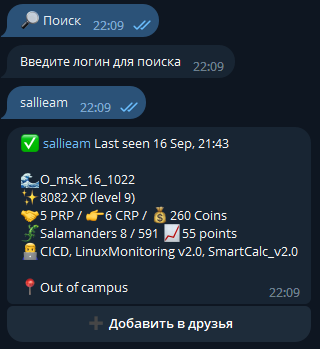 🔎 Поиск
22:09
Введите логин для поиска
22:09
sallieam
22:09
✅ sallieam Last seen 16 Sep, 21:43
🌊O_msk_16_1022
✨8082 XP (level 9)
🤝5 PRP / 👉6 CRP / 💰260 Coins
🦎Salamanders 8 / 591 📈55 points
👨‍💻CICD, LinuxMonitoring v2.0, SmartCalc_v2.0
📍Out of campus
22:09
➕ Добавить в друзья